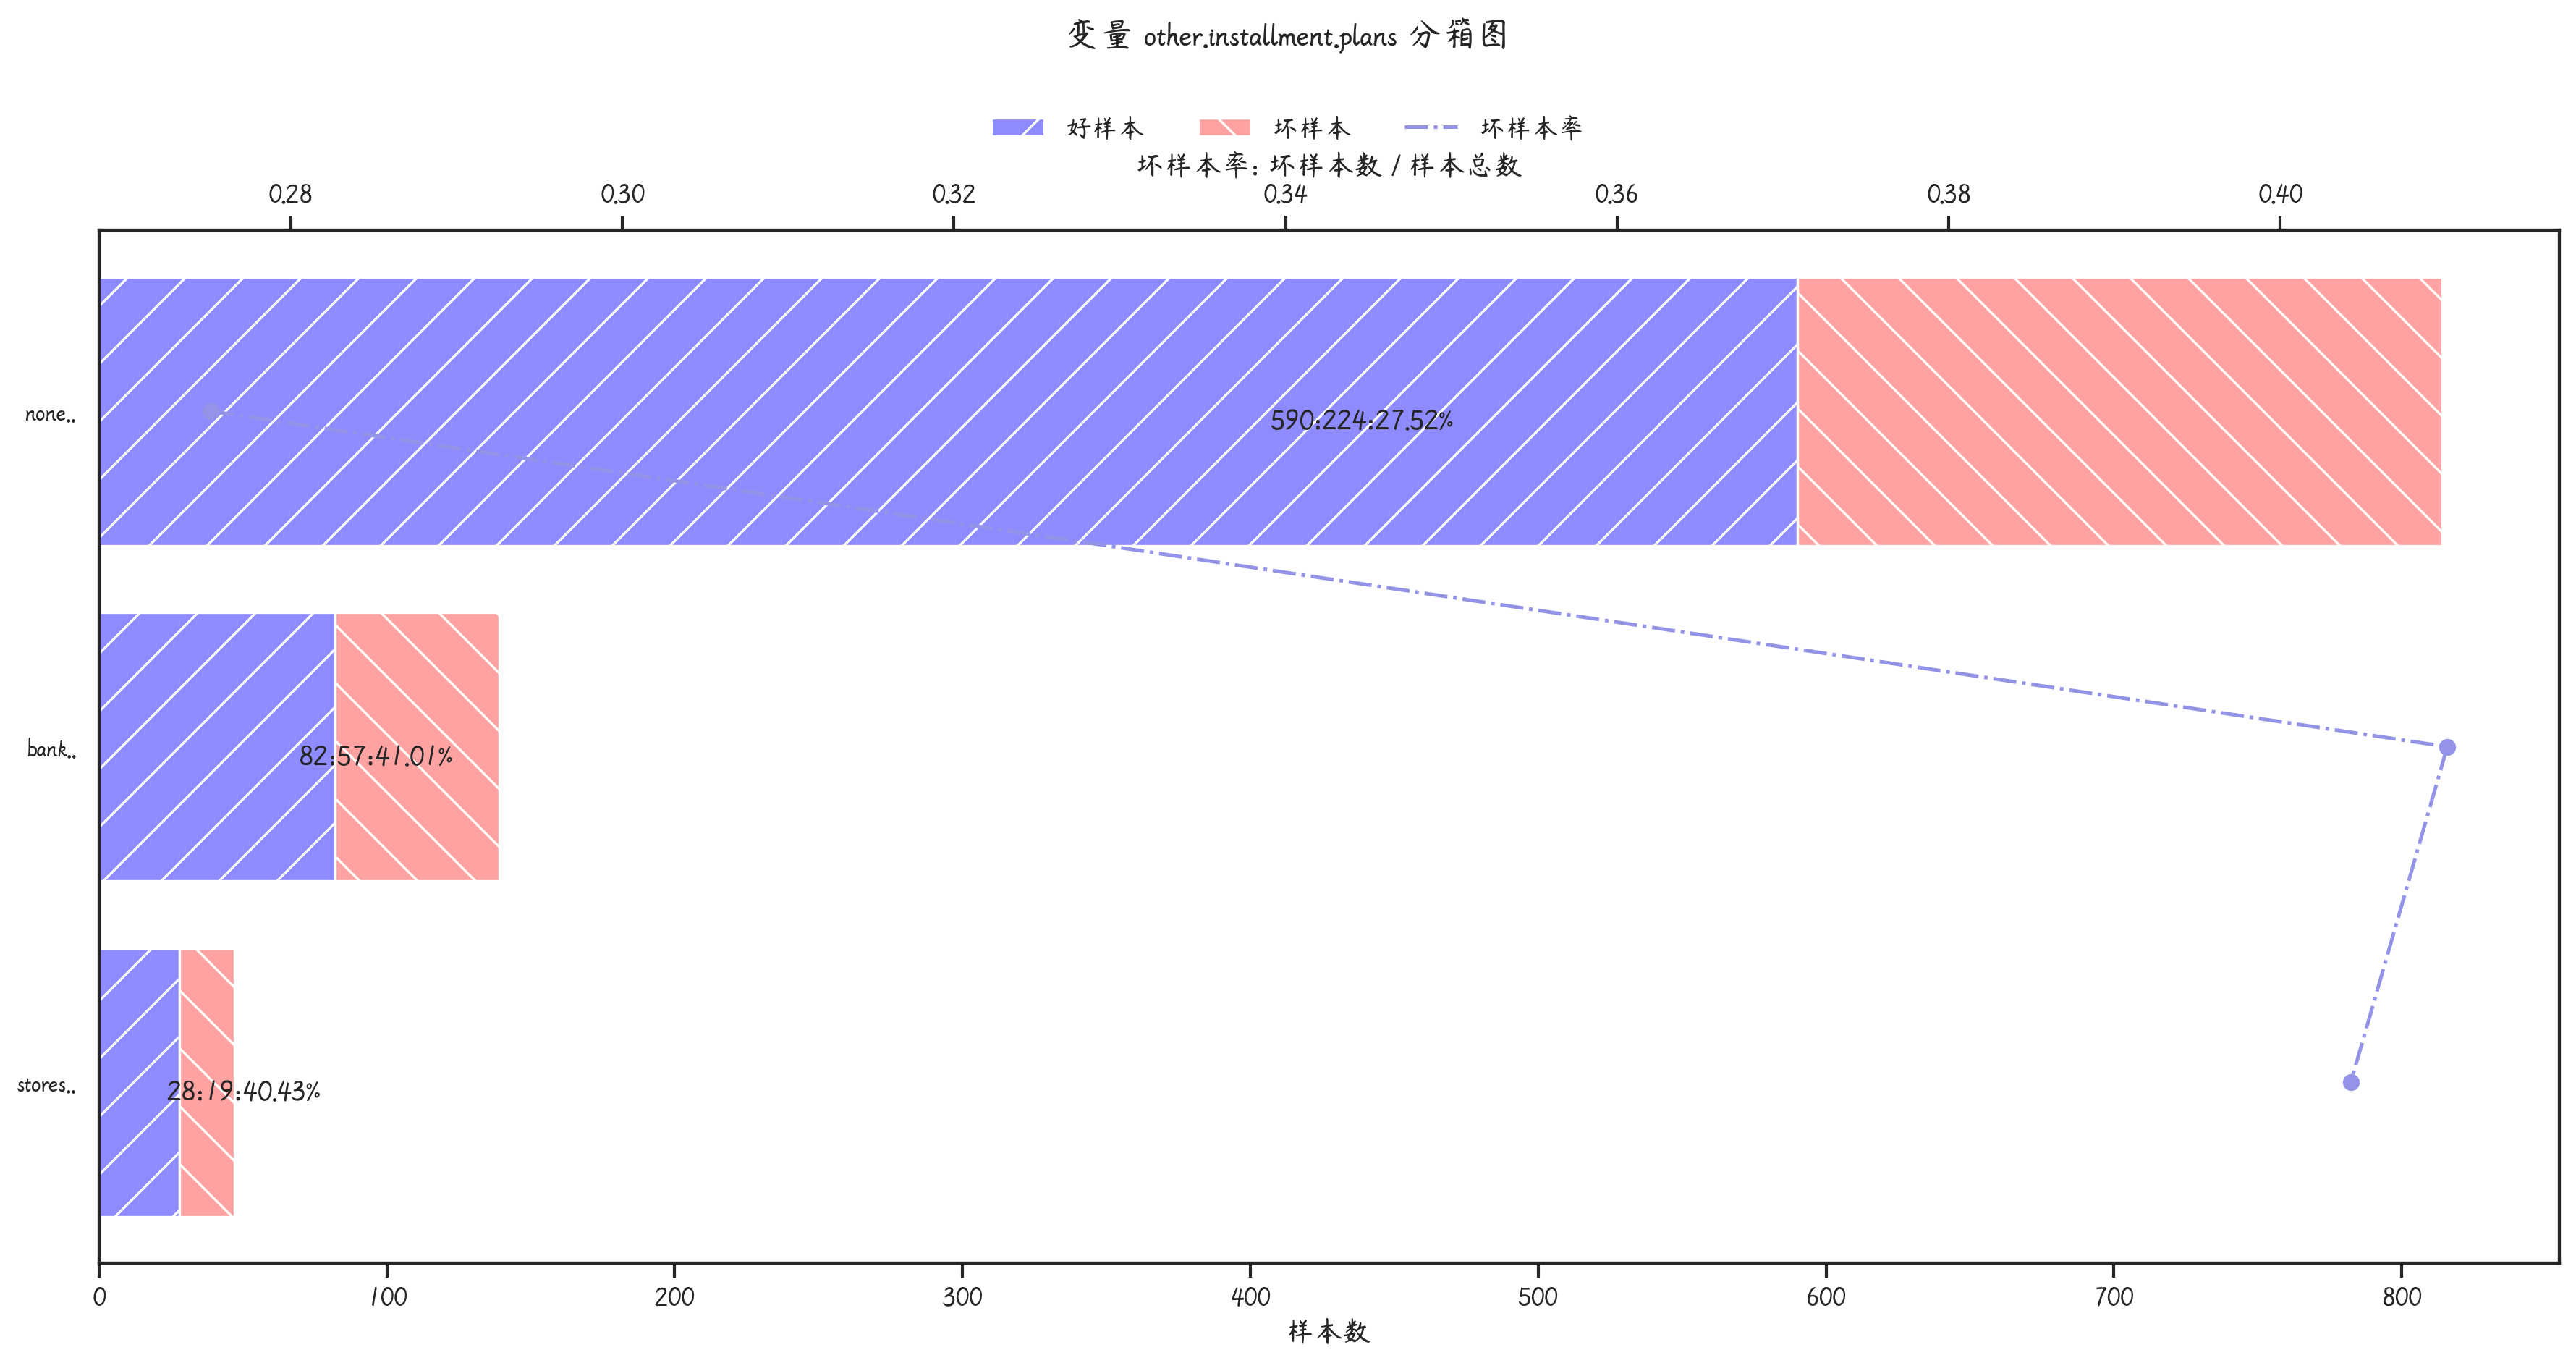 变量 other.installment.plans 分箱图
好样本 坏样本 坏样本率
坏样本率: 坏样本数 / 样本总数
0.28 0.30 0.32 0.34 0.36 0.38 0.40
none.. 590:224:27.52%
bank.. 82:57:41.01%
stores.. 28:19:40.43%
0 100 200 300 400 500 600 700 800
样本数